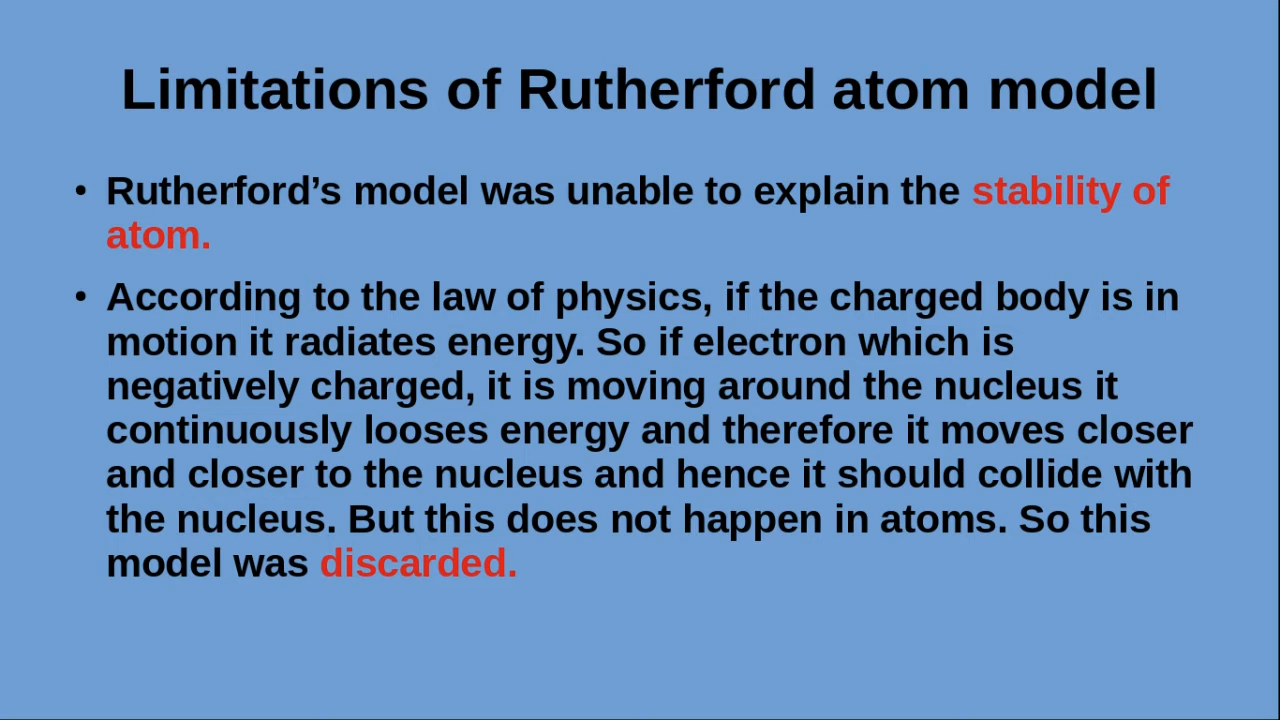 Limitations of Rutherford atom model
• Rutherford’s model was unable to explain the stability of
atom.
• According to the law of physics, if the charged body is in
motion it radiates energy. So if electron which is
negatively charged, it is moving around the nucleus it
continuously looses energy and therefore it moves closer
and closer to the nucleus and hence it should collide with
the nucleus. But this does not happen in atoms. So this
model was discarded.